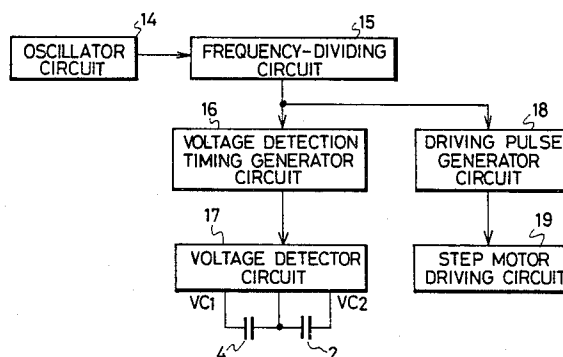 14
OSCILLATOR
CIRCUIT
15
FREQUENCY-DIVIDING
CIRCUIT
16
VOLTAGE DETECTION
TIMING GENERATOR
CIRCUIT
18
DRIVING PULSE
GENERATOR
CIRCUIT
17
VOLTAGE DETECTOR
CIRCUIT
19
STEP MOTOR
DRIVING CIRCUIT
VC1
VC2
4
2